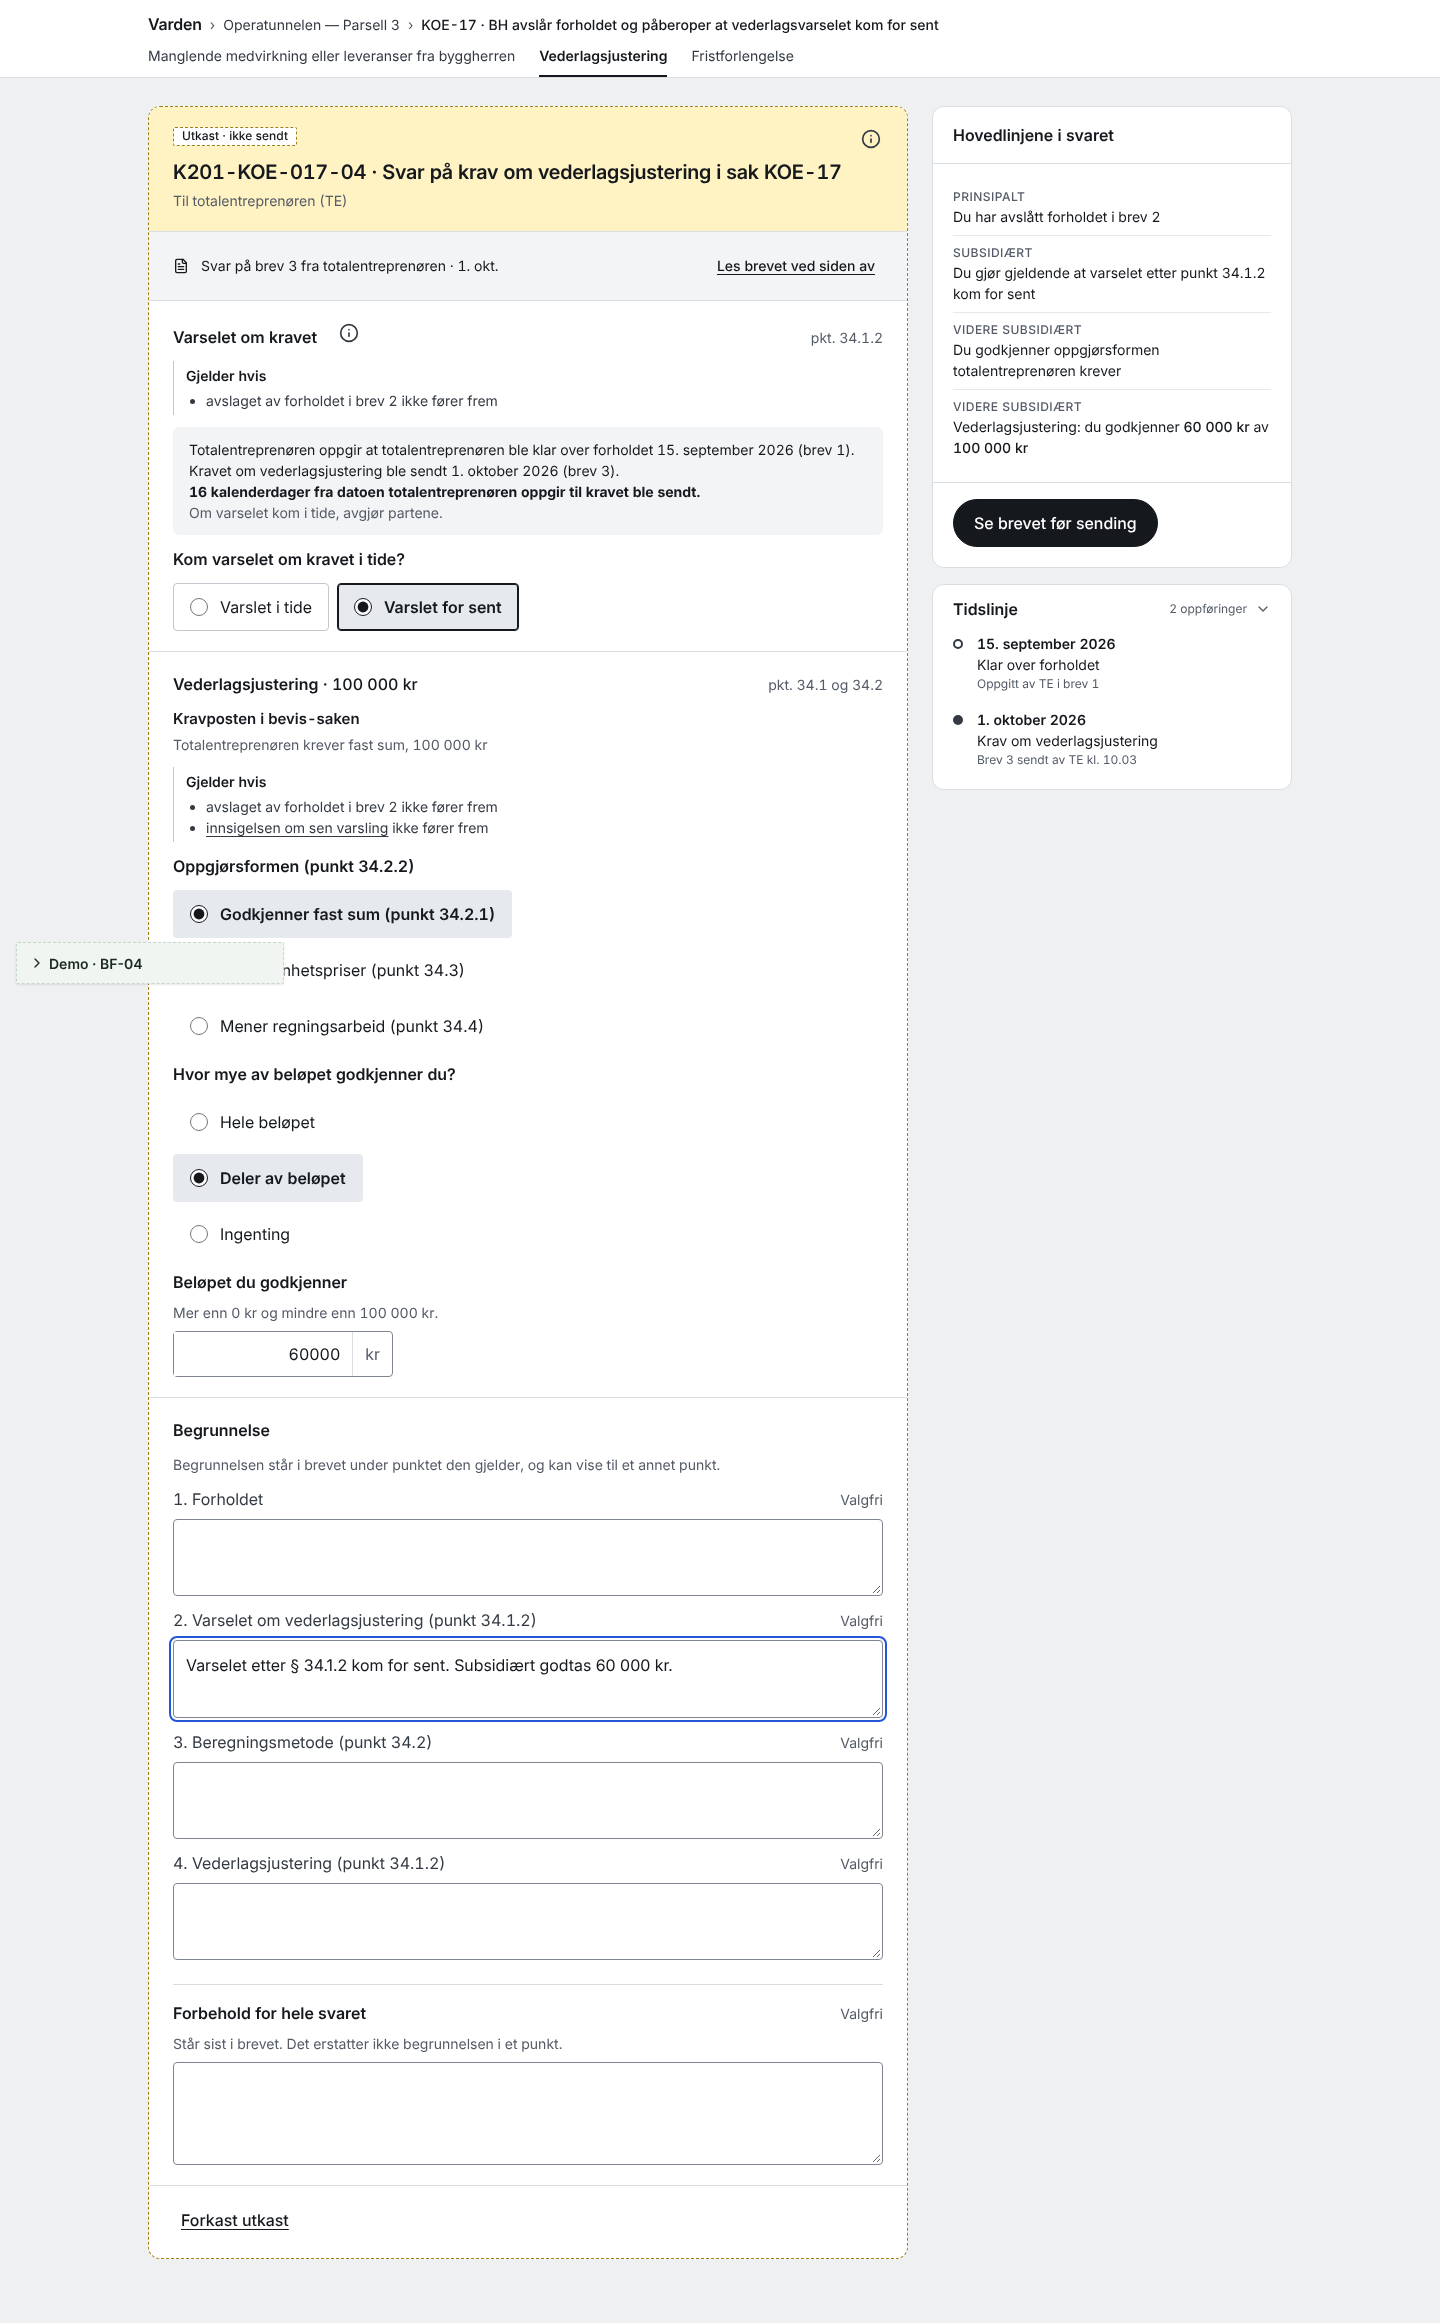 Varden › Operatunnelen — Parsell 3 › KOE-17 · BH avslår forholdet og påberoper at vederlagsvarselet kom for sent
Manglende medvirkning eller leveranser fra byggherren Vederlagsjustering Fristforlengelse
Utkast · ikke sendt
K201-KOE-017-04 · Svar på krav om vederlagsjustering i sak KOE-17
Til totalentreprenøren (TE)
Svar på brev 3 fra totalentreprenøren · 1. okt. Les brevet ved siden av
Varselet om kravet pkt. 34.1.2
Gjelder hvis
• avslaget av forholdet i brev 2 ikke fører frem
Totalentreprenøren oppgir at totalentreprenøren ble klar over forholdet 15. september 2026 (brev 1).
Kravet om vederlagsjustering ble sendt 1. oktober 2026 (brev 3).
16 kalenderdager fra datoen totalentreprenøren oppgir til kravet ble sendt.
Om varselet kom i tide, avgjør partene.
Kom varselet om kravet i tide?
Varslet i tide Varslet for sent
Vederlagsjustering · 100 000 kr pkt. 34.1 og 34.2
Kravposten i bevis-saken
Totalentreprenøren krever fast sum, 100 000 kr
Gjelder hvis
• avslaget av forholdet i brev 2 ikke fører frem
• innsigelsen om sen varsling ikke fører frem
Oppgjørsformen (punkt 34.2.2)
Godkjenner fast sum (punkt 34.2.1)
Demo · BF-04
nhetspriser (punkt 34.3)
Mener regningsarbeid (punkt 34.4)
Hvor mye av beløpet godkjenner du?
Hele beløpet
Deler av beløpet
Ingenting
Beløpet du godkjenner
Mer enn 0 kr og mindre enn 100 000 kr.
60000 kr
Begrunnelse
Begrunnelsen står i brevet under punktet den gjelder, og kan vise til et annet punkt.
1. Forholdet Valgfri
2. Varselet om vederlagsjustering (punkt 34.1.2) Valgfri
Varselet etter § 34.1.2 kom for sent. Subsidiært godtas 60 000 kr.
3. Beregningsmetode (punkt 34.2) Valgfri
4. Vederlagsjustering (punkt 34.1.2) Valgfri
Forbehold for hele svaret Valgfri
Står sist i brevet. Det erstatter ikke begrunnelsen i et punkt.
Forkast utkast
Hovedlinjene i svaret
PRINSIPALT
Du har avslått forholdet i brev 2
SUBSIDIÆRT
Du gjør gjeldende at varselet etter punkt 34.1.2
kom for sent
VIDERE SUBSIDIÆRT
Du godkjenner oppgjørsformen
totalentreprenøren krever
VIDERE SUBSIDIÆRT
Vederlagsjustering: du godkjenner 60 000 kr av
100 000 kr
Se brevet før sending
Tidslinje 2 oppføringer
15. september 2026
Klar over forholdet
Oppgitt av TE i brev 1
1. oktober 2026
Krav om vederlagsjustering
Brev 3 sendt av TE kl. 10.03